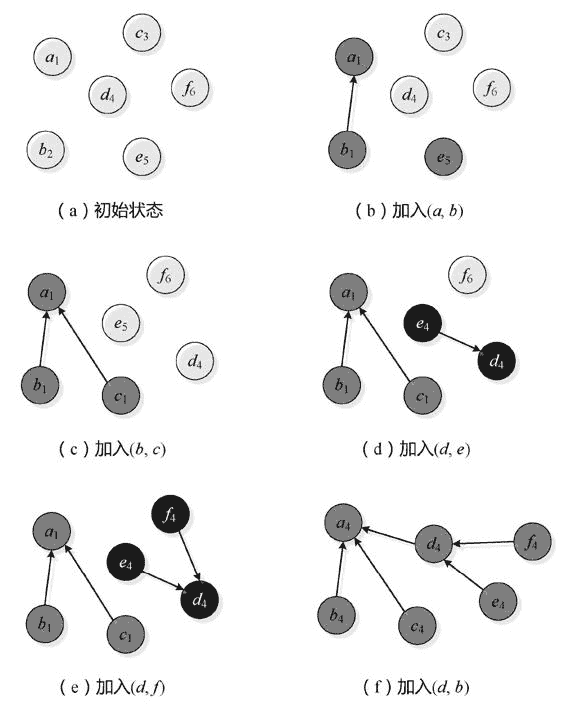 c3
a1
d4
f6
b2
e5
（a）初始状态
c3
a1
d4
f6
b1
e5
（b）加入(a, b)
f6
a1
e5
d4
b1
c1
（c）加入(b, c)
f6
a1
e4
d4
b1
c1
（d）加入(d, e)
f4
a1
e4
d4
b1
c1
（e）加入(d, f)
a4
d4
f4
b4
c4
e4
（f）加入(d, b)